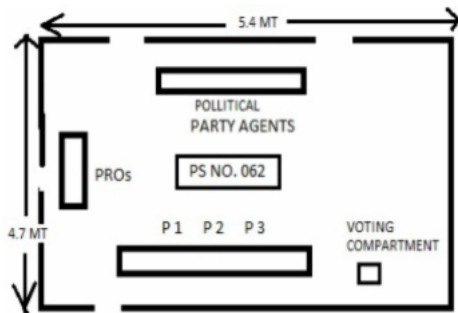 5.4 MT
POLLITICAL
PARTY AGENTS
PROs
PS NO. 062
P 1 P 2 P 3
VOTING
COMPARTMENT
4.7 MT